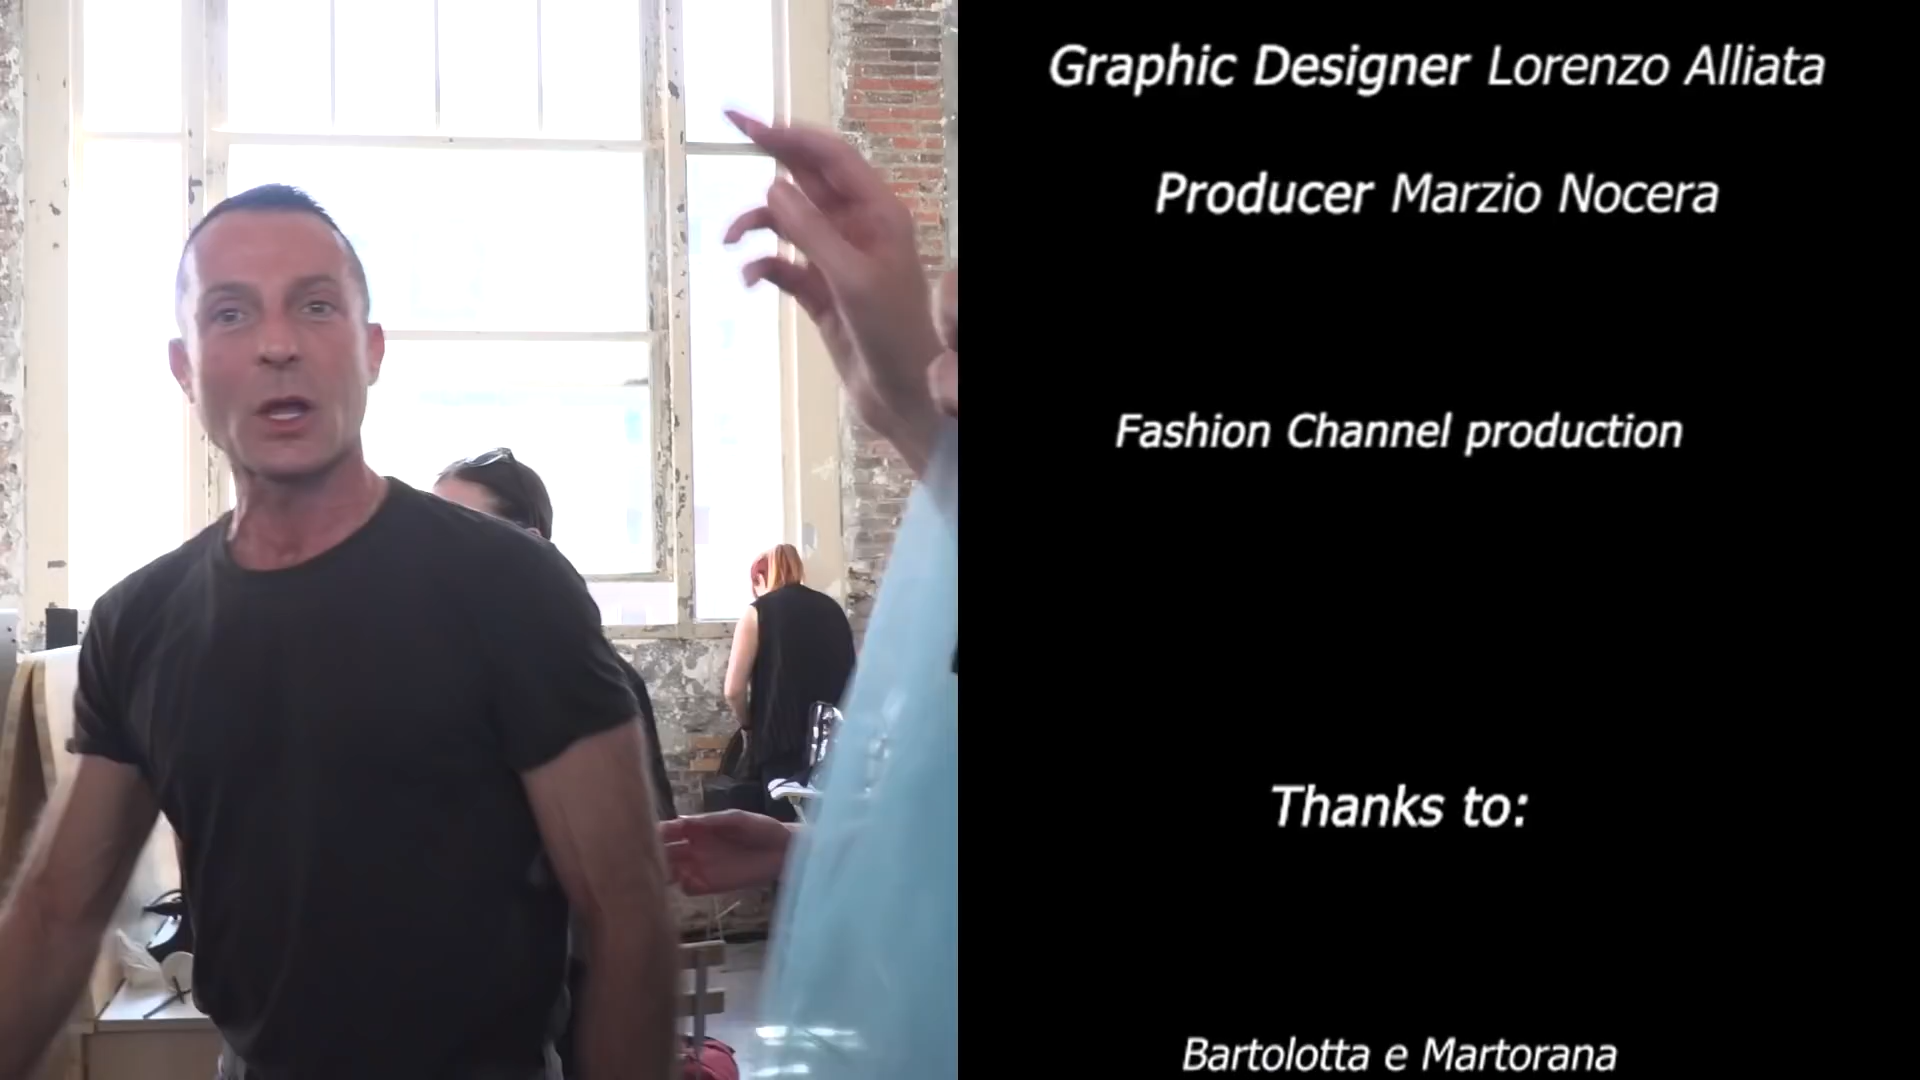 Graphic Designer Lorenzo Alliata
Producer Marzio Nocera
Fashion Channel production
Thanks to:
Bartolotta e Martorana